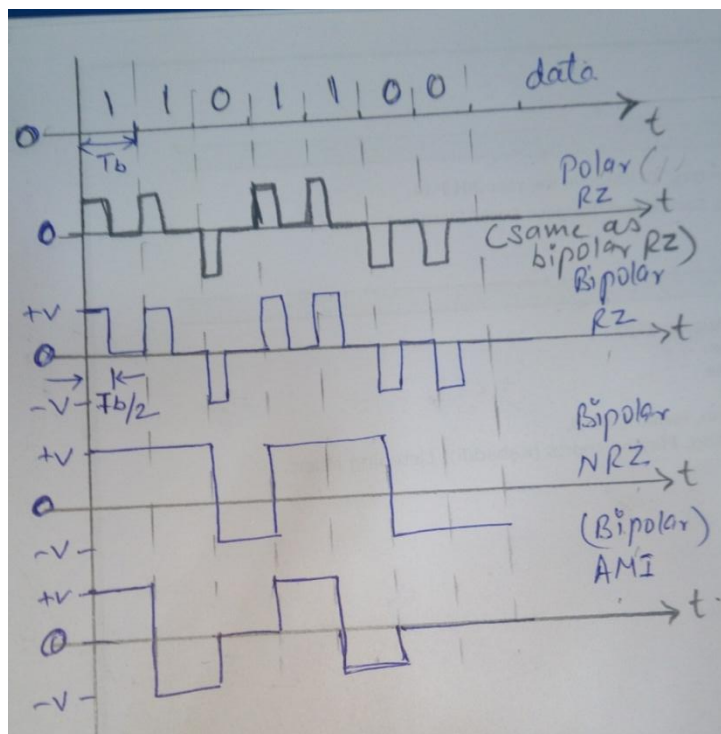 1 1 0 1 1 0 0 data
0
t
Tb
Polar
RZ
t
0
(same as
bipolar RZ)
Bipolar
RZ
+V
0
t
-V
Tb/2
Bipolar
NRZ
+V
t
0
(Bipolar)
-V
AMI
+V
t
0
-V